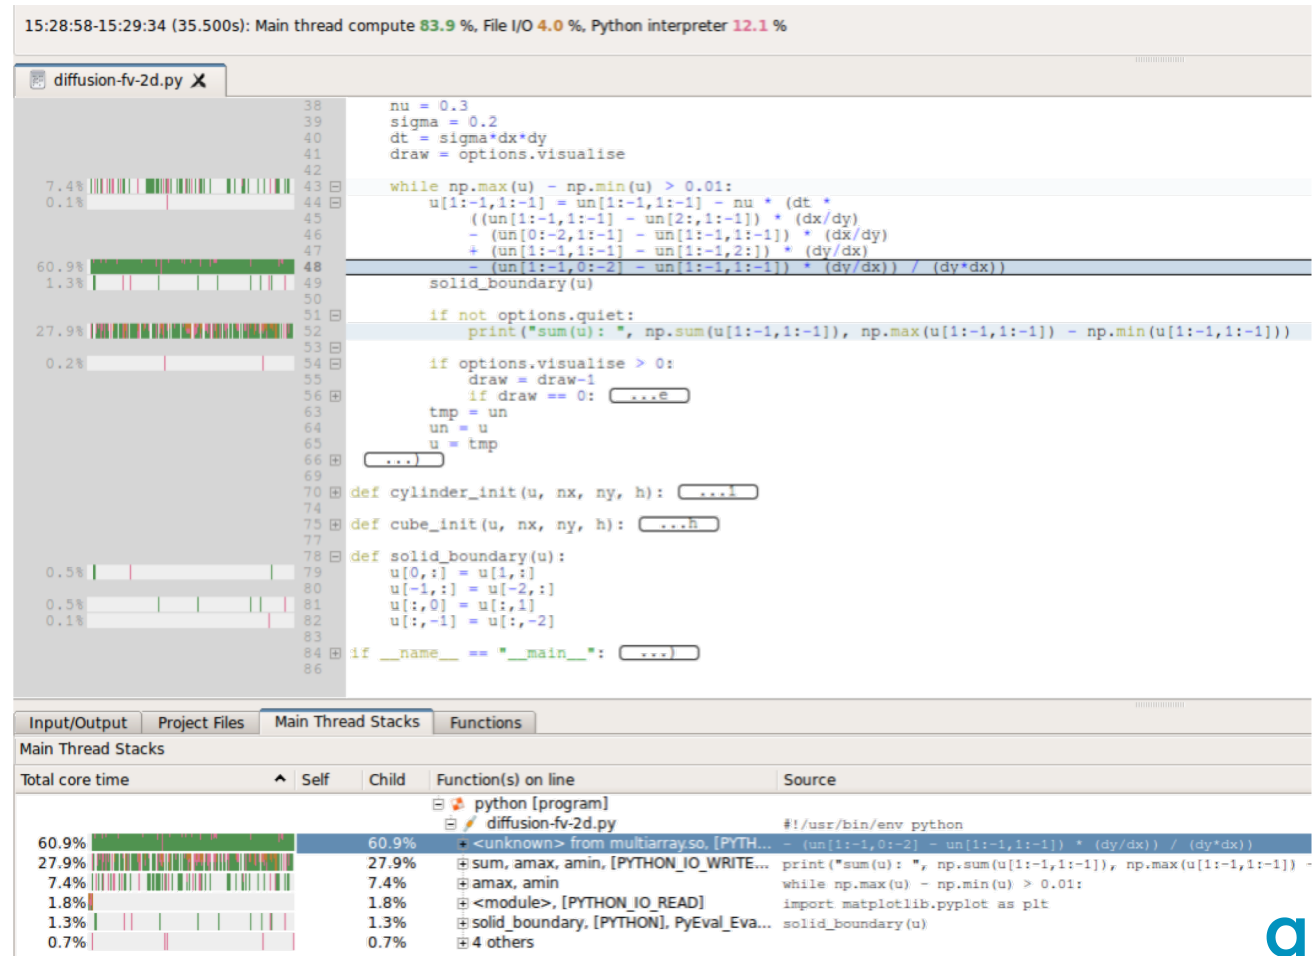 15:28:58-15:29:34 (35.500s): Main thread compute 83.9 %, File I/O 4.0 %, Python interpreter 12.1 %
diffusion-fv-2d.py
38 nu = 0.3
39 sigma = 0.2
40 dt = sigma*dx*dy
41 draw = options.visualise
42
7.4% 43 while np.max(u) - np.min(u) > 0.01:
0.1% 44 u[1:-1,1:-1] = un[1:-1,1:-1] - nu * (dt *
45 ((un[1:-1,1:-1] - un[2:,1:-1]) * (dx/dy)
46 - (un[0:-2,1:-1] - un[1:-1,1:-1]) * (dx/dy)
47 + (un[1:-1,1:-1] - un[1:-1,2:]) * (dy/dx)
60.9% 48 - (un[1:-1,0:-2] - un[1:-1,1:-1]) * (dy/dx)) / (dy*dx))
1.3% 49 solid_boundary(u)
50
51 if not options.quiet:
27.9% 52 print("sum(u): ", np.sum(u[1:-1,1:-1]), np.max(u[1:-1,1:-1]) - np.min(u[1:-1,1:-1]))
53
0.2% 54 if options.visualise > 0:
55 draw = draw-1
56 if draw == 0: ...e
63 tmp = un
64 un = u
65 u = tmp
66 ...)
69
70 def cylinder_init(u, nx, ny, h): ...l
74
75 def cube_init(u, nx, ny, h): ...h
77
78 def solid_boundary(u):
0.5% 79 u[0,:] = u[1,:]
80 u[-1,:] = u[-2,:]
0.5% 81 u[:,0] = u[:,1]
0.1% 82 u[:,-1] = u[:,-2]
83
84 if __name__ == "__main__": ...)
86
Input/Output Project Files Main Thread Stacks Functions
Main Thread Stacks
Total core time Self Child Function(s) on line Source
python [program]
diffusion-fv-2d.py #!/usr/bin/env python
60.9% 60.9% <unknown> from multiarray.so, [PYTH... - (un[1:-1,0:-2] - un[1:-1,1:-1]) * (dy/dx)) / (dy*dx))
27.9% 27.9% sum, amax, amin, [PYTHON_IO_WRITE... print("sum(u): ", np.sum(u[1:-1,1:-1]), np.max(u[1:-1,1:-1]) -
7.4% 7.4% amax, amin while np.max(u) - np.min(u) > 0.01:
1.8% 1.8% <module>, [PYTHON_IO_READ] import matplotlib.pyplot as plt
1.3% 1.3% solid_boundary, [PYTHON], PyEval_Eva... solid_boundary(u)
0.7% 0.7% 4 others